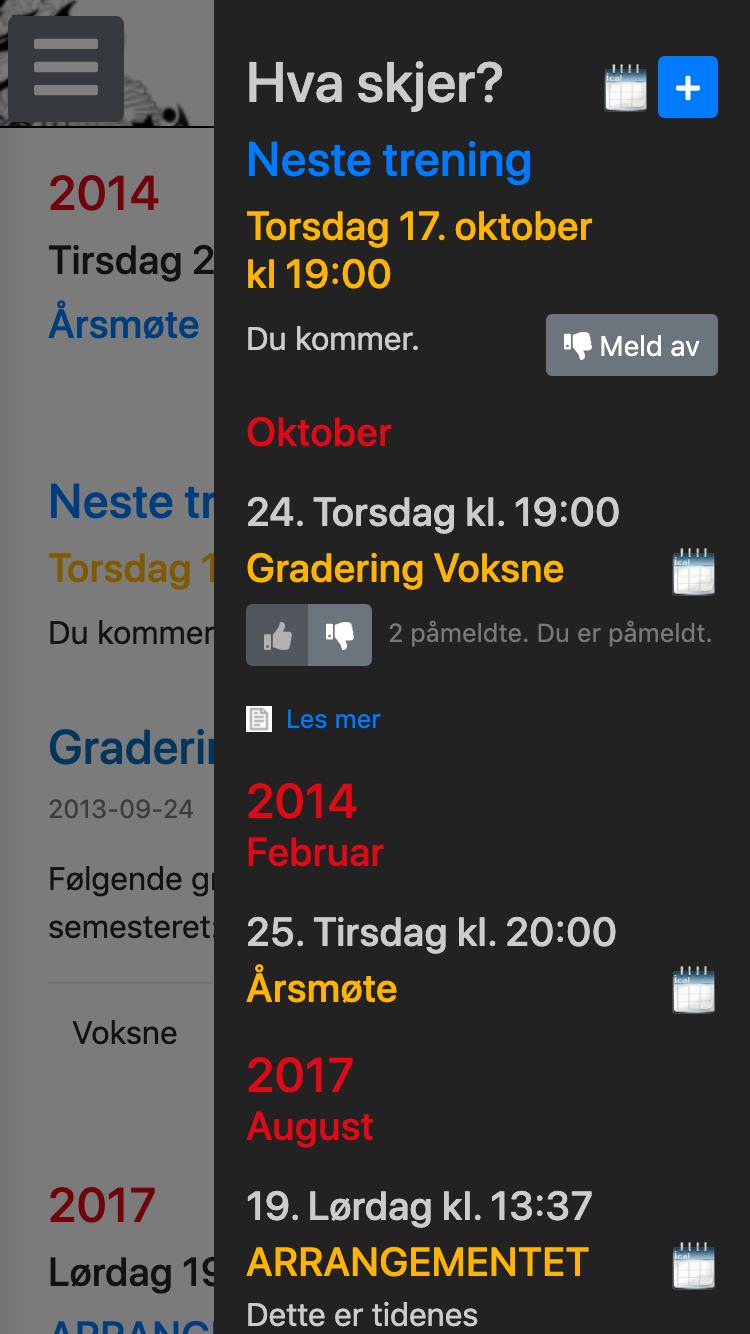 Hva skjer?
Neste trening
Torsdag 17. oktober
kl 19:00
Du kommer.
Meld av
Oktober
24. Torsdag kl. 19:00
Gradering Voksne
2 påmeldte. Du er påmeldt.
Les mer
2014
Februar
25. Tirsdag kl. 20:00
Årsmøte
2017
August
19. Lørdag kl. 13:37
ARRANGEMENTET
Dette er tidenes
2014
Tirsdag 2
Årsmøte
Neste tr
Torsdag 1
Du kommer
Graderin
2013-09-24
Følgende gr
semesteret:
Voksne
2017
Lørdag 19